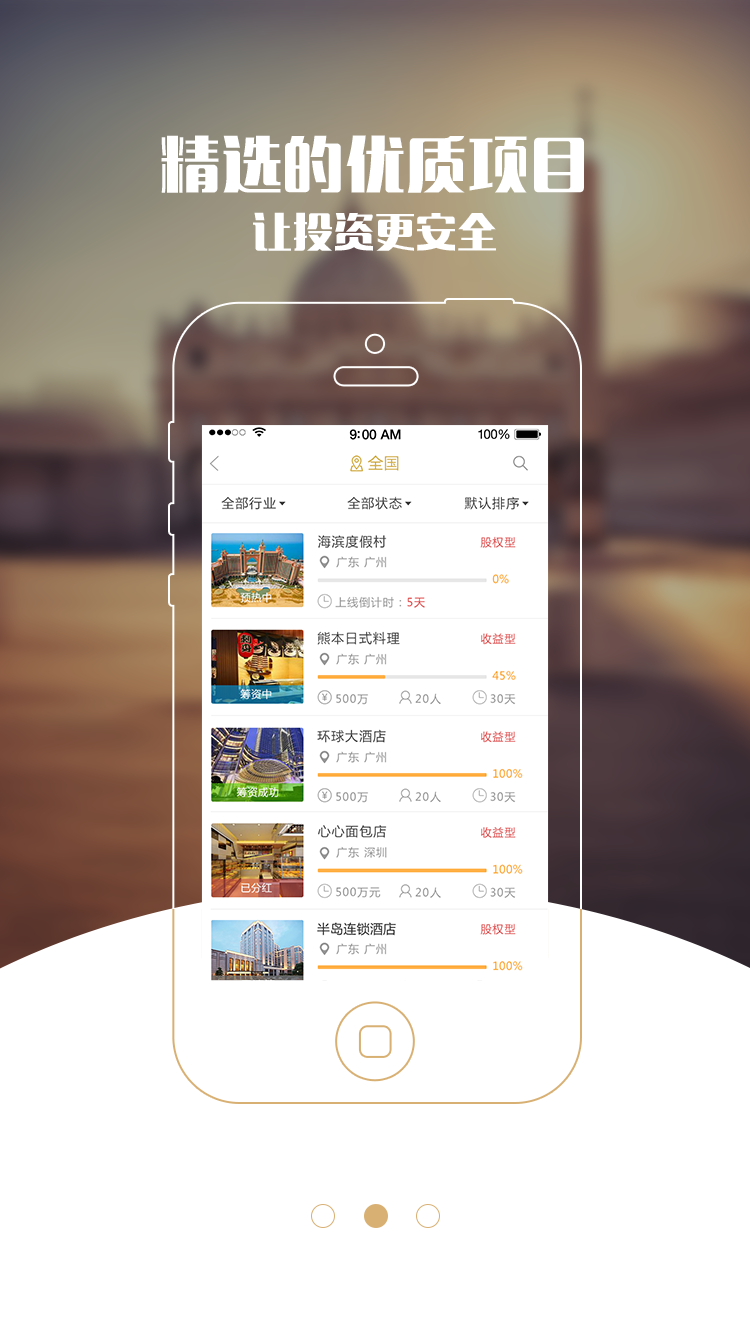 精选的优质项目
让投资更安全
9:00 AM 100%
全国
全部行业 全部状态 默认排序
海滨度假村 股权型
广东 广州
0%
预热中
上线倒计时：5天
熊本日式料理 收益型
广东 广州
45%
筹资中
¥ 500万 20人 30天
环球大酒店 收益型
广东 广州
100%
筹资成功
¥ 500万 20人 30天
心心面包店 收益型
广东 深圳
100%
已分红
500万元 20人 30天
半岛连锁酒店 股权型
广东 广州
100%